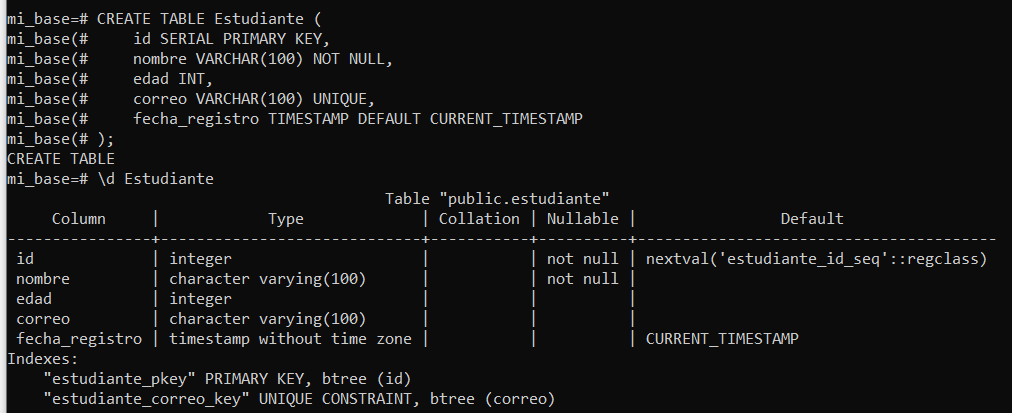 mi_base=# CREATE TABLE Estudiante (
mi_base(#     id SERIAL PRIMARY KEY,
mi_base(#     nombre VARCHAR(100) NOT NULL,
mi_base(#     edad INT,
mi_base(#     correo VARCHAR(100) UNIQUE,
mi_base(#     fecha_registro TIMESTAMP DEFAULT CURRENT_TIMESTAMP
mi_base(# );
CREATE TABLE
mi_base=# \d Estudiante
                                          Table "public.estudiante"
     Column     |            Type             | Collation | Nullable |                Default
----------------+-----------------------------+-----------+----------+----------------------------------------
 id             | integer                     |           | not null | nextval('estudiante_id_seq'::regclass)
 nombre         | character varying(100)      |           | not null |
 edad           | integer                     |           |          |
 correo         | character varying(100)      |           |          |
 fecha_registro | timestamp without time zone |           |          | CURRENT_TIMESTAMP
Indexes:
    "estudiante_pkey" PRIMARY KEY, btree (id)
    "estudiante_correo_key" UNIQUE CONSTRAINT, btree (correo)